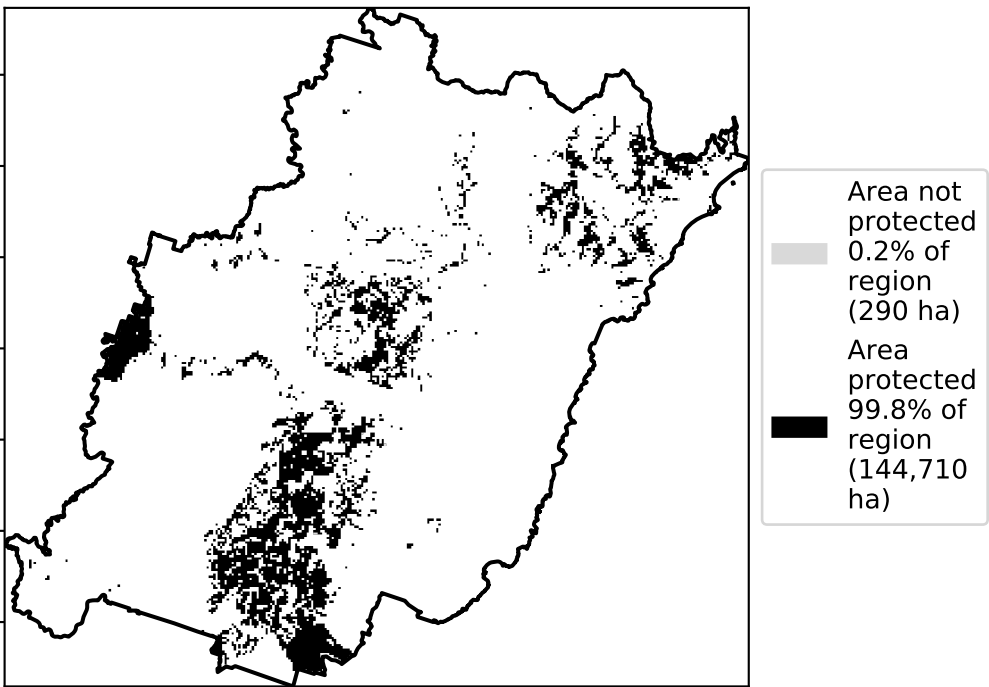 Area not
protected
0.2% of
region
(290 ha)
Area
protected
99.8% of
region
(144,710
ha)